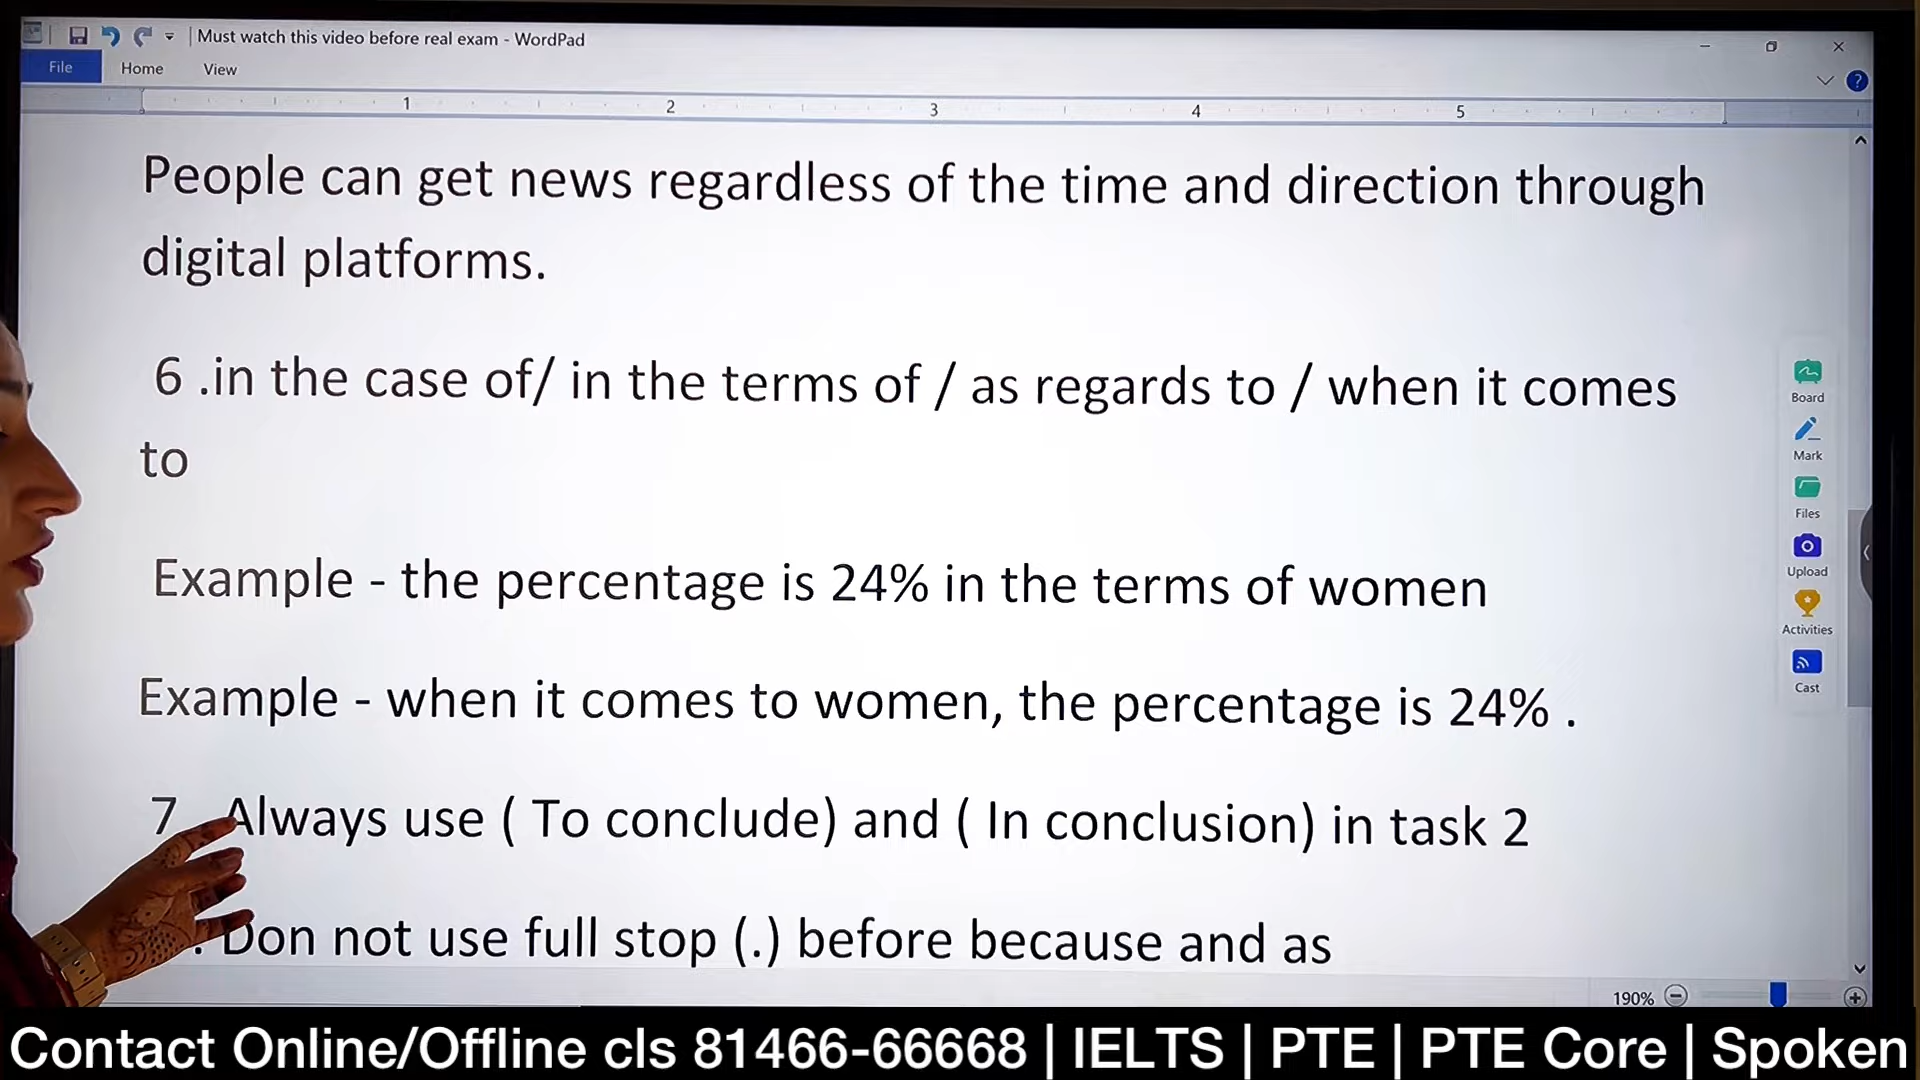 Must watch this video before real exam - WordPad
File Home View
1 2 3 4 5
People can get news regardless of the time and direction through
digital platforms.
6 .in the case of/ in the terms of / as regards to / when it comes
to
Example - the percentage is 24% in the terms of women
Example - when it comes to women, the percentage is 24% .
7 Always use ( To conclude) and ( In conclusion) in task 2
. Don not use full stop (.) before because and as
Board
Mark
Files
Upload
Activities
Cast
190%
Contact Online/Offline cls 81466-66668 | IELTS | PTE | PTE Core | Spoken